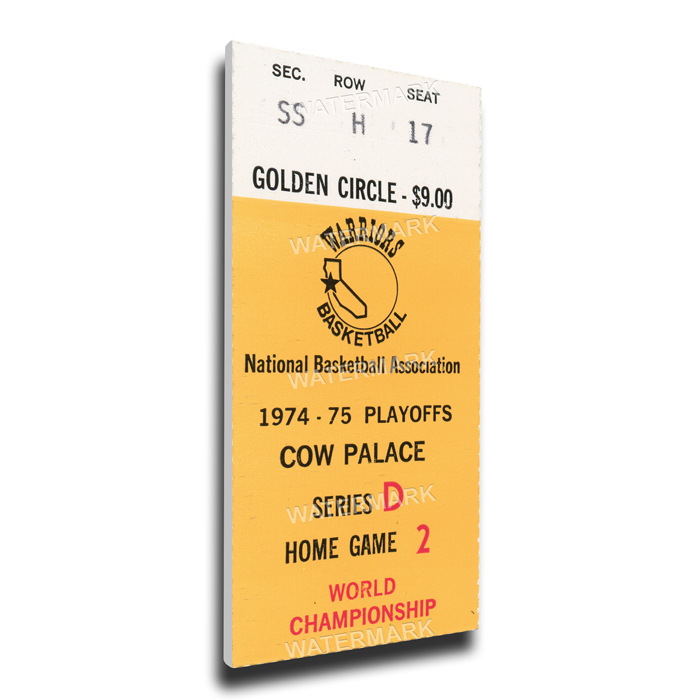 SEC. ROW SEAT
SS H 17
GOLDEN CIRCLE - $9.00
WARRIORS
BASKETBALL
National Basketball Association
1974 - 75 PLAYOFFS
COW PALACE
SERIES D
HOME GAME 2
WORLD
CHAMPIONSHIP
WATERMARK
WATERMARK
WATERMARK
WATERMARK
WATERMARK